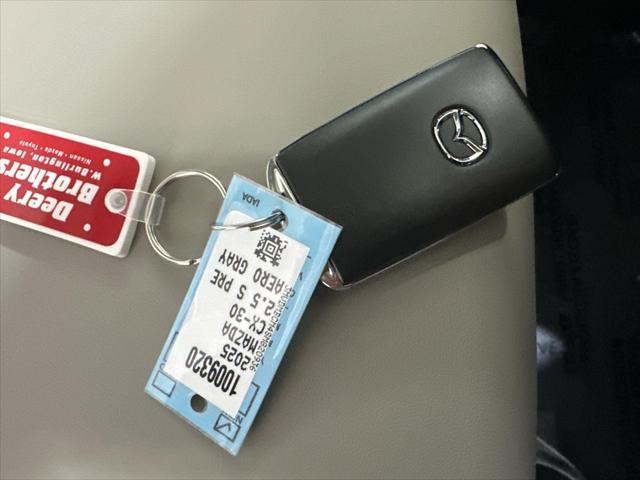 Deery
Brothers
W. Burlington, Iowa
Nissan • Mazda • Toyota
IADA
1009320
2025
MAZDA
CX-30
2.5 S PRE
AERO GRAY